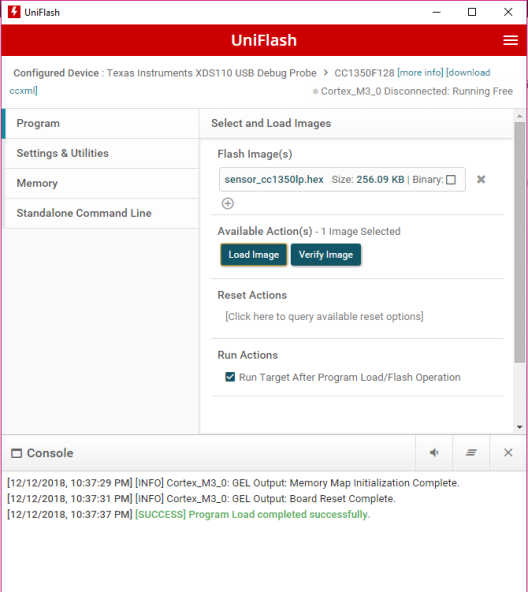 UniFlash
UniFlash
Configured Device : Texas Instruments XDS110 USB Debug Probe > CC1350F128 [more info] [download
ccxml]
Cortex_M3_0 Disconnected: Running Free
Program
Settings & Utilities
Memory
Standalone Command Line
Select and Load Images
Flash Image(s)
sensor_cc1350lp.hex Size: 256.09 KB | Binary:
Available Action(s) - 1 Image Selected
Load Image Verify Image
Reset Actions
[Click here to query available reset options]
Run Actions
Run Target After Program Load/Flash Operation
Console
[12/12/2018, 10:37:29 PM] [INFO] Cortex_M3_0: GEL Output: Memory Map Initialization Complete.
[12/12/2018, 10:37:31 PM] [INFO] Cortex_M3_0: GEL Output: Board Reset Complete.
[12/12/2018, 10:37:37 PM] [SUCCESS] Program Load completed successfully.